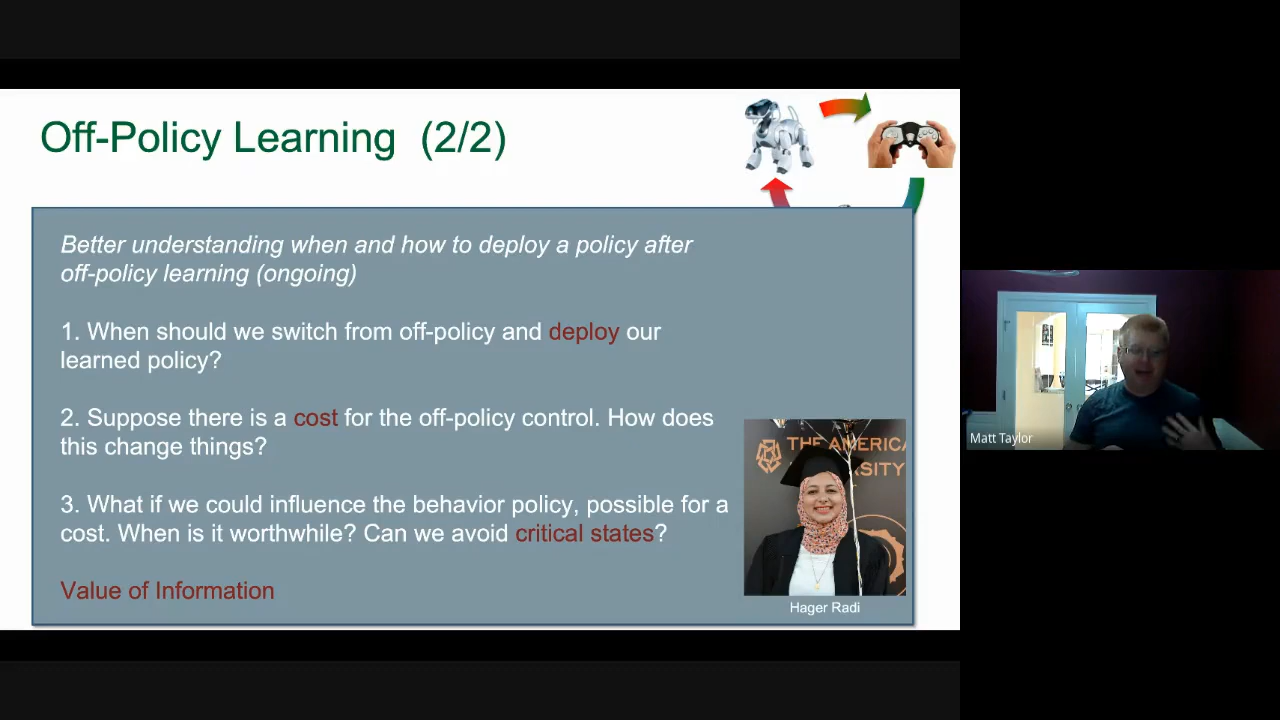 Off-Policy Learning (2/2)
Better understanding when and how to deploy a policy after
off-policy learning (ongoing)
1. When should we switch from off-policy and deploy our
learned policy?
2. Suppose there is a cost for the off-policy control. How does
this change things?
3. What if we could influence the behavior policy, possible for a
cost. When is it worthwhile? Can we avoid critical states?
Value of Information
THE AMERICA
RSITY
Hager Radi
Matt Taylor